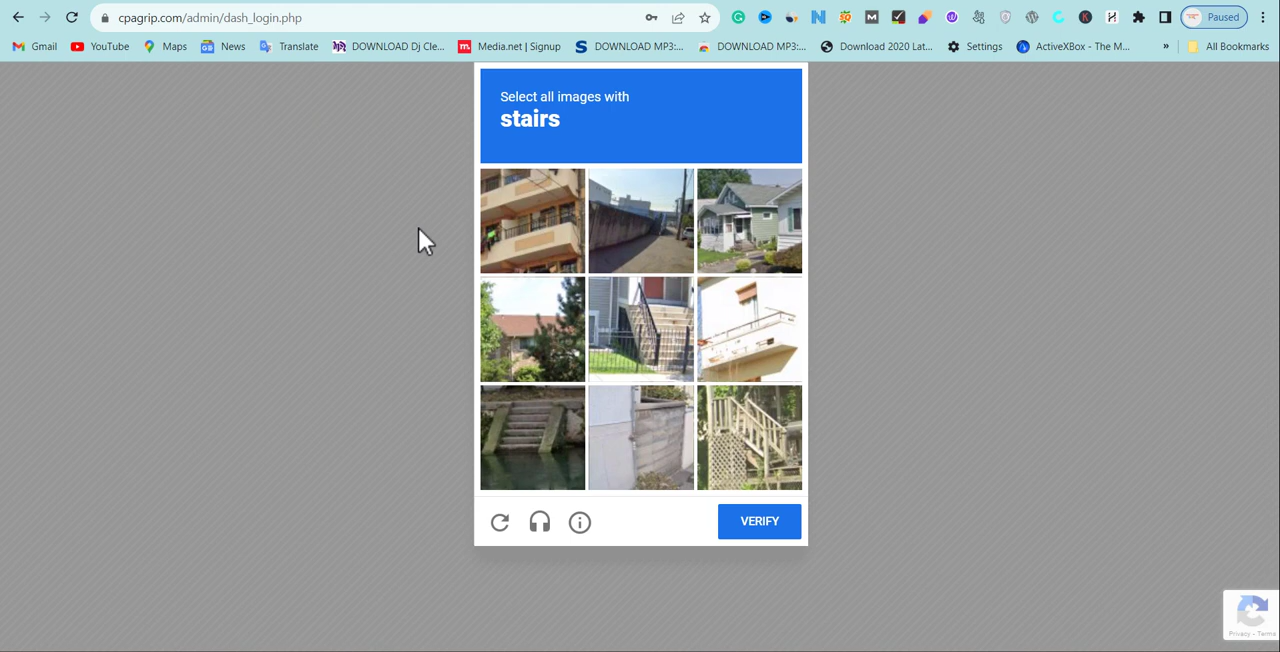 cpagrip.com/admin/dash_login.php
Paused
Gmail
YouTube
Maps
News
Translate
DOWNLOAD Dj Cle...
Media.net | Signup
DOWNLOAD MP3:...
DOWNLOAD MP3:...
Download 2020 Lat...
Settings
ActiveXBox - The M...
»
All Bookmarks
Select all images with
stairs
VERIFY
Privacy - Terms